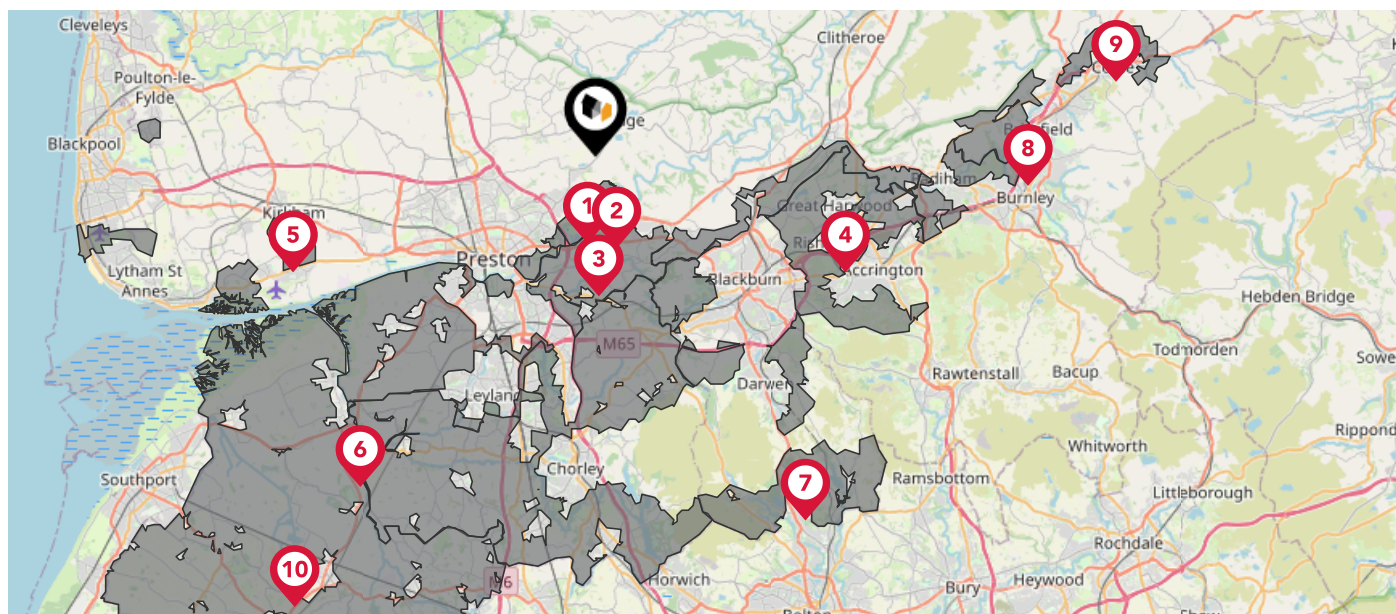 Cleveleys
Clitheroe
9
Poulton-le-
Fylde
Blackpool
8
Burnley
1
2
Great Harwood
Kirkham
5
3
4
Preston
Lytham St
Annes
Blackburn
Accrington
Hebden Bridge
M65
Todmorden
Leyland
Darwen
Rawtenstall
Bacup
Rippond
Whitworth
6
Chorley
Southport
7
Ramsbottom
Littleborough
Rochdale
10
M6
Horwich
Bury
Heywood